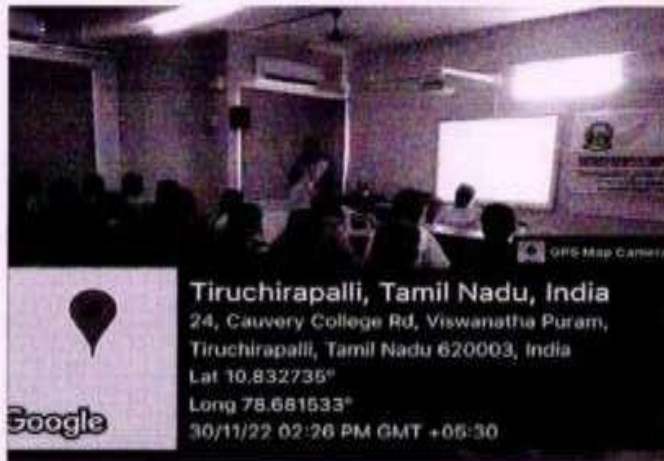 GPS Map Camera
Tiruchirapalli, Tamil Nadu, India
24, Cauvery College Rd, Viswanatha Puram,
Tiruchirapalli, Tamil Nadu 620003, India
Lat 10.832735°
Long 78.681533°
30/11/22 02:26 PM GMT +05:30
Google